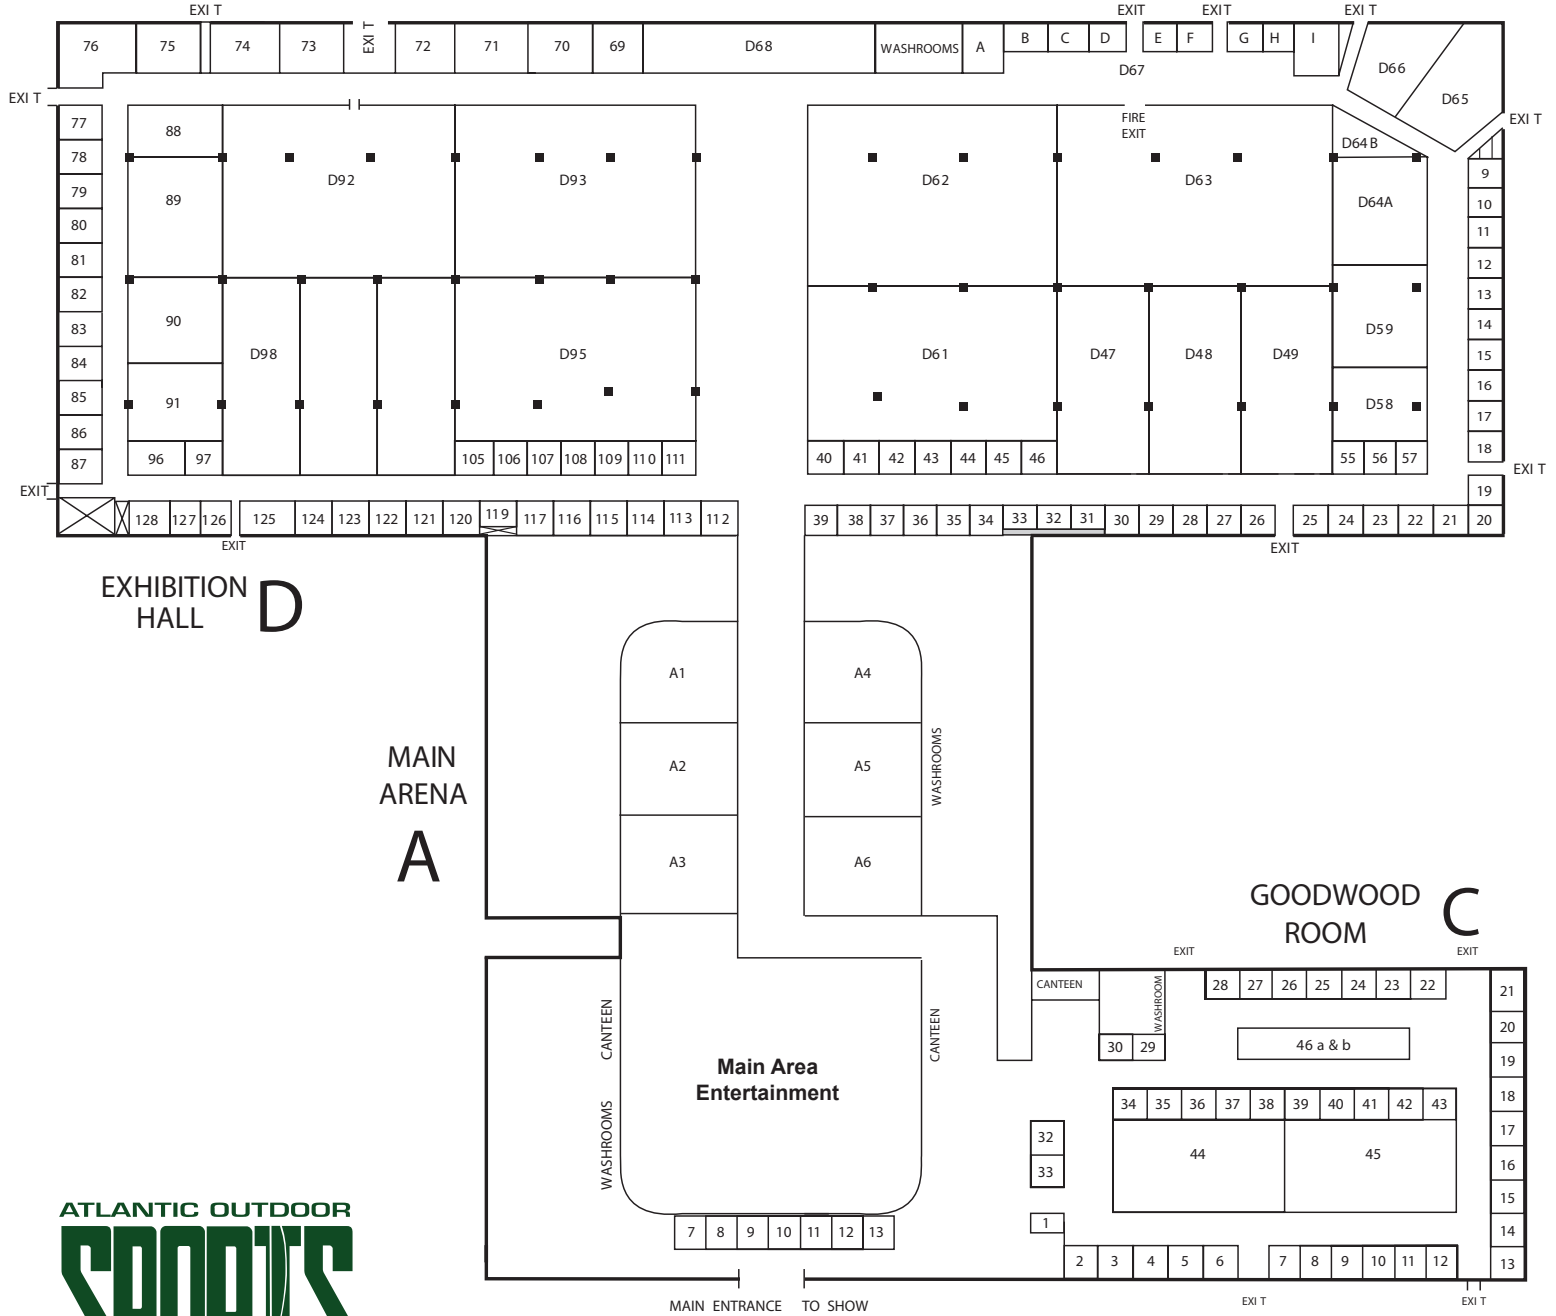 EXI T
EXI T
EXIT
EXIT
EXI T
76
75
74
73
72
71
70
69
D68
WASHROOMS
A
B
C
D
E
F
G
H
I
D67
D66
D65
EXI T
EXI T
FIRE
EXIT
77
78
79
80
81
82
83
84
85
86
87
88
89
90
91
96
97
D92
D93
D98
D95
105
106
107
108
109
110
111
D62
D63
D64B
D64A
D61
D47
D48
D49
D59
D58
40
41
42
43
44
45
46
55
56
57
9
10
11
12
13
14
15
16
17
18
EXI T
19
20
EXIT
128
127
126
125
124
123
122
121
120
119
117
116
115
114
113
112
39
38
37
36
35
34
33
32
31
30
29
28
27
26
25
24
23
22
21
EXIT
EXIT
EXHIBITION
HALL
D
MAIN
ARENA
A
A1
A2
A3
A4
A5
A6
WASHROOMS
GOODWOOD
ROOM
C
EXIT
EXIT
CANTEEN
WASHROOM
28
27
26
25
24
23
22
21
20
19
18
17
16
15
14
13
30
29
46 a & b
34
35
36
37
38
39
40
41
42
43
44
45
32
33
1
2
3
4
5
6
7
8
9
10
11
12
EXI T
EXI T
CANTEEN
WASHROOMS
CANTEEN
Main Area
Entertainment
7
8
9
10
11
12
13
MAIN ENTRANCE TO SHOW
ATLANTIC OUTDOOR
SPORTS